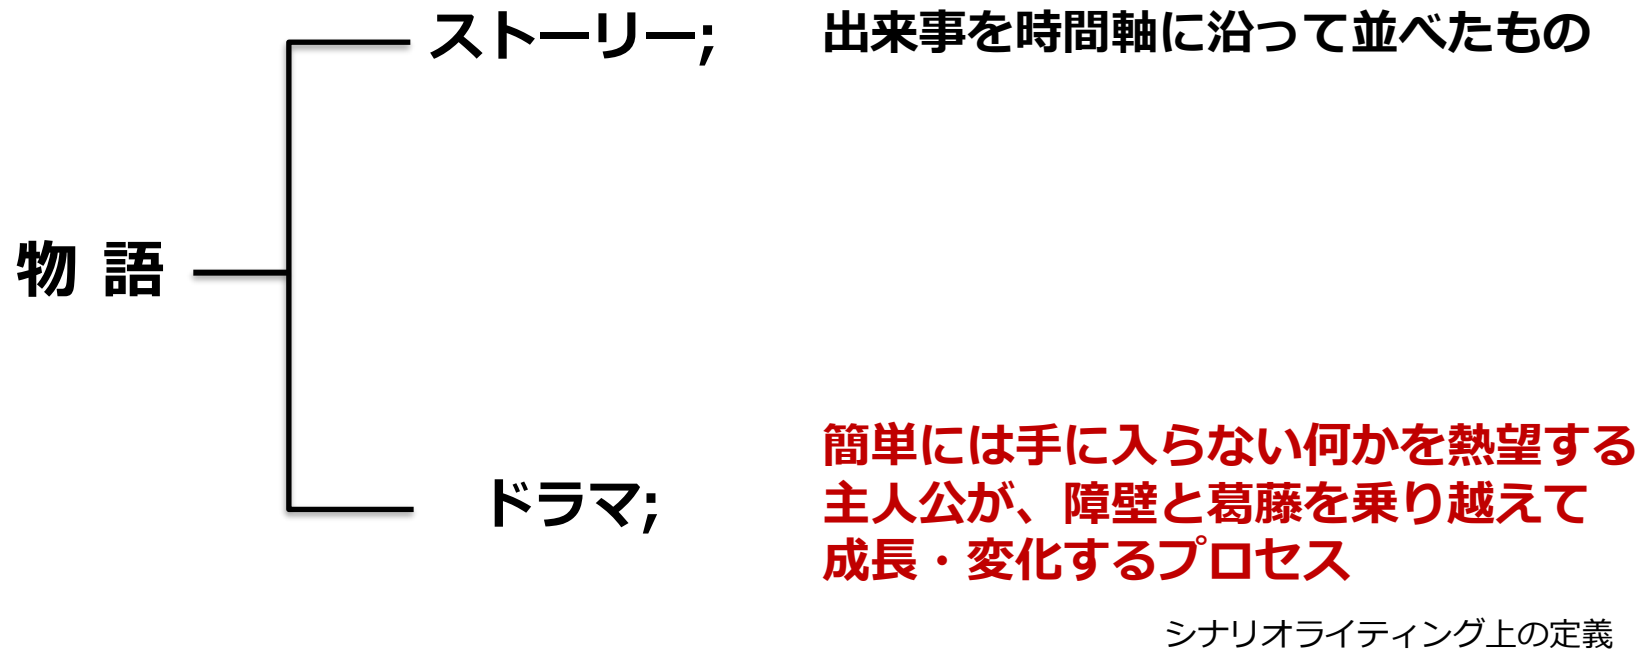 ストーリー;
出来事を時間軸に沿って並べたもの
物 語
ドラマ;
簡単には手に入らない何かを熱望する
主人公が、障壁と葛藤を乗り越えて
成長・変化するプロセス
シナリオライティング上の定義